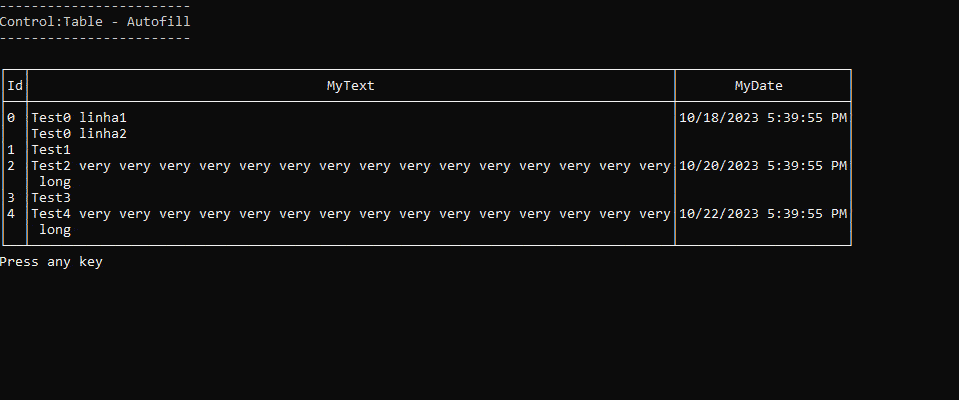 ------------------------
Control:Table - Autofill
------------------------
Id MyText MyDate
0 Test0 linha1 10/18/2023 5:39:55 PM
Test0 linha2
1 Test1
2 Test2 very very very very very very very very very very very very very very very 10/20/2023 5:39:55 PM
long
3 Test3
4 Test4 very very very very very very very very very very very very very very very 10/22/2023 5:39:55 PM
long
Press any key